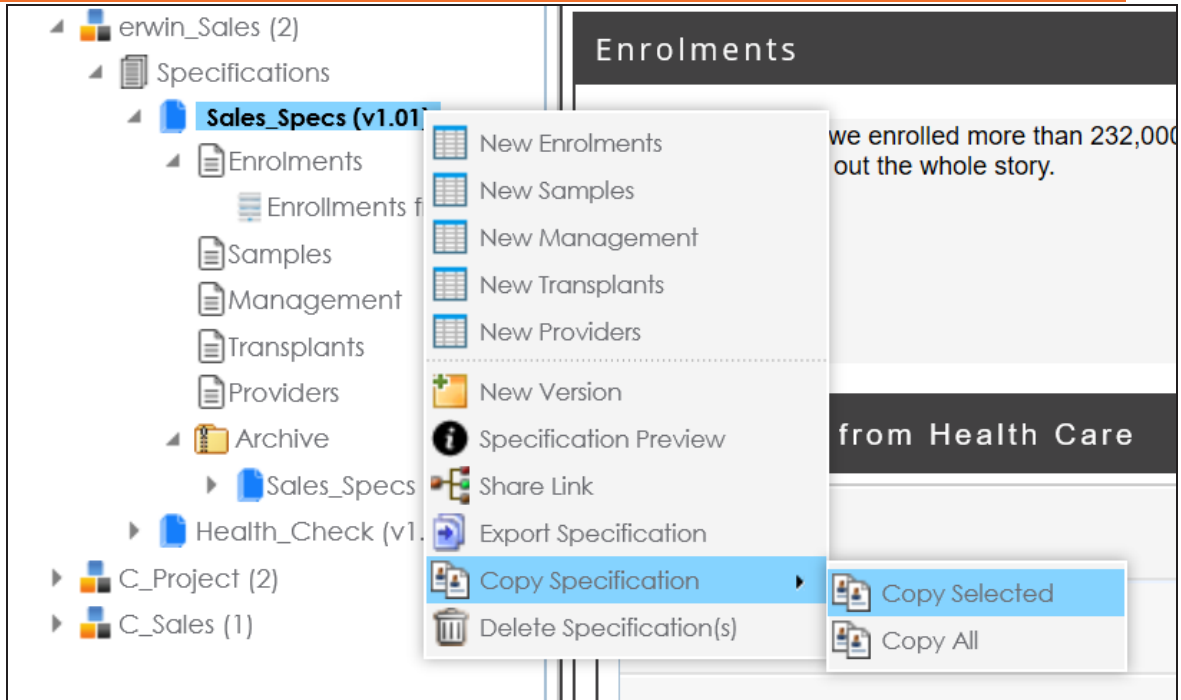 erwin_Sales (2)
Specifications
Sales_Specs (v1.01)
Enrolments
Enrollments f
Samples
Management
Transplants
Providers
Archive
Sales_Specs
Health_Check (v1.
C_Project (2)
C_Sales (1)
New Enrolments
New Samples
New Management
New Transplants
New Providers
New Version
Specification Preview
Share Link
Export Specification
Copy Specification
Delete Specification(s)
Copy Selected
Copy All
Enrolments
we enrolled more than 232,000
out the whole story.
from Health Care